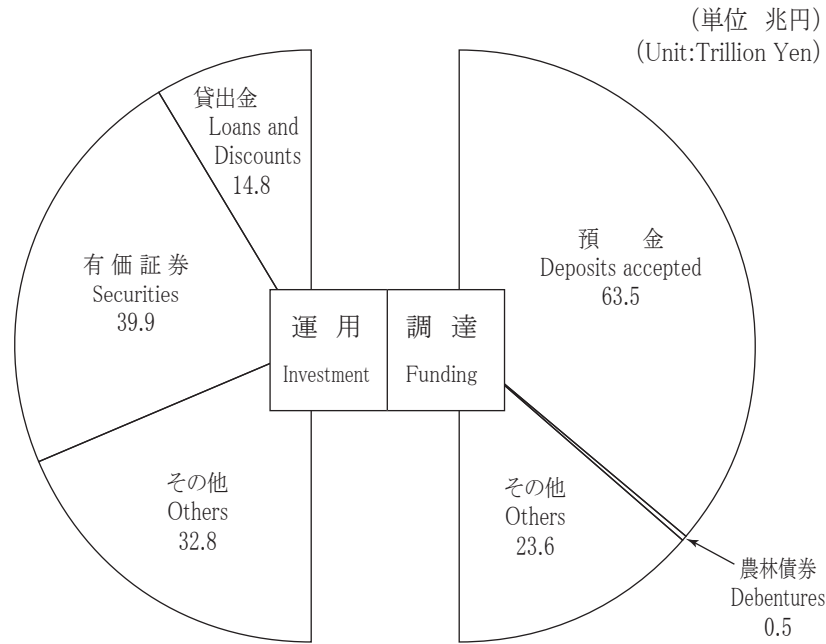 (単位 兆円)
(Unit:Trillion Yen)
貸出金
Loans and
Discounts
14.8
有価証券
Securities
39.9
その他
Others
32.8
運用
Investment
調達
Funding
預金
Deposits accepted
63.5
その他
Others
23.6
農林債券
Debentures
0.5